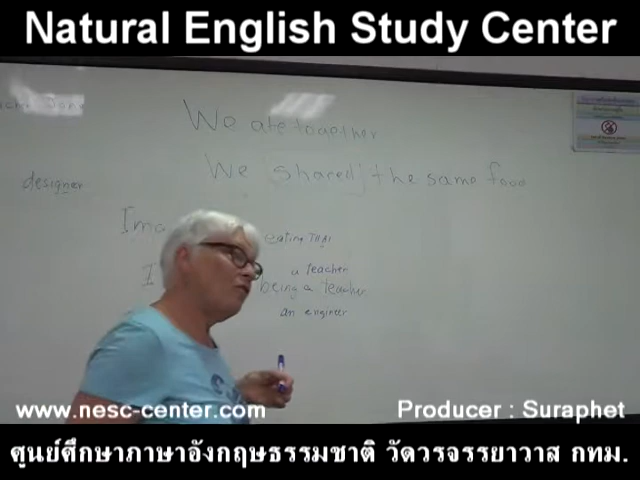 Natural English Study Center
We ate together
We shared the same food
designer
eating THAI
a teacher
I
being a teacher
an engineer
www.nesc-center.com
Producer : Suraphet
ศูนย์ศึกษาภาษาอังกฤษธรรมชาติ วัดวรจรรยาวาส กทม.